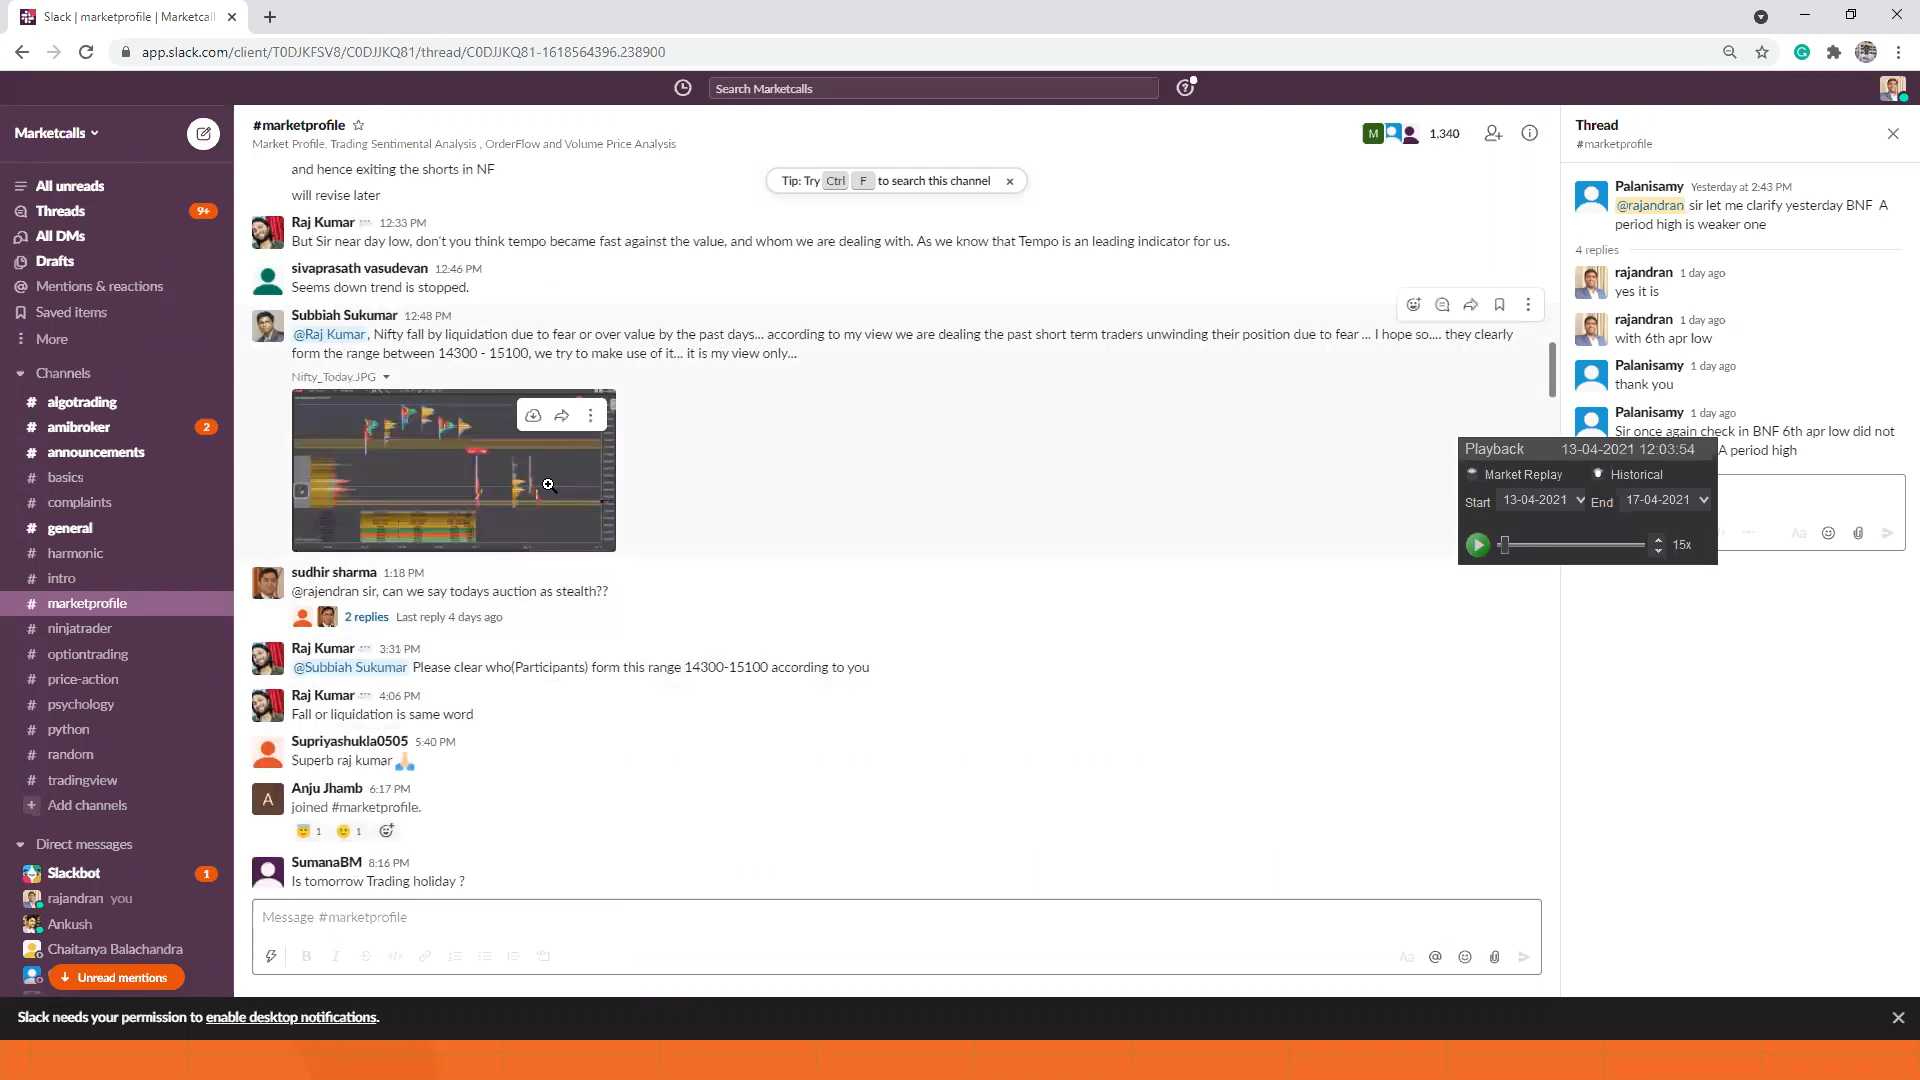 Slack | marketprofile | Marketcall
app.slack.com/client/T0DJKFSV8/C0DJJKQ81/thread/C0DJJKQ81-1618564396.238900
Search Marketcalls
Marketcalls
All unreads
Threads 9+
All DMs
Drafts
Mentions & reactions
Saved items
More
Channels
# algotrading
# amibroker 2
# announcements
# basics
# complaints
# general
# harmonic
# intro
# marketprofile
# ninjatrader
# optiontrading
# price-action
# psychology
# python
# random
# tradingview
+ Add channels
Direct messages
Slackbot 1
rajandran you
Ankush
Chaitanya Balachandra
Unread mentions
#marketprofile
Market Profile, Trading Sentimental Analysis , OrderFlow and Volume Price Analysis
M 1,340
Tip: Try Ctrl F to search this channel
and hence exiting the shorts in NF
will revise later
Raj Kumar 12:33 PM
But Sir near day low, don't you think tempo became fast against the value, and whom we are dealing with. As we know that Tempo is an leading indicator for us.
sivaprasath vasudevan 12:46 PM
Seems down trend is stopped.
Subbiah Sukumar 12:48 PM
@Raj Kumar, Nifty fall by liquidation due to fear or over value by the past days... according to my view we are dealing the past short term traders unwinding their position due to fear ... I hope so.... they clearly
form the range between 14300 - 15100, we try to make use of it... it is my view only...
Nifty_Today.JPG
sudhir sharma 1:18 PM
@rajendran sir, can we say todays auction as stealth??
2 replies Last reply 4 days ago
Raj Kumar 3:31 PM
@Subbiah Sukumar Please clear who(Participants) form this range 14300-15100 according to you
Raj Kumar 4:06 PM
Fall or liquidation is same word
Supriyashukla0505 5:40 PM
Superb raj kumar
A
Anju Jhamb 6:17 PM
joined #marketprofile.
1 1
SumanaBM 8:16 PM
Is tomorrow Trading holiday ?
Message #marketprofile
Thread
#marketprofile
Palanisamy Yesterday at 2:43 PM
@rajandran sir let me clarify yesterday BNF A
period high is weaker one
4 replies
rajandran 1 day ago
yes it is
rajandran 1 day ago
with 6th apr low
Palanisamy 1 day ago
thank you
Palanisamy 1 day ago
Sir once again check in BNF 6th apr low did not
A period high
Playback 13-04-2021 12:03:54
Market Replay Historical
Start 13-04-2021 End 17-04-2021
15x
Slack needs your permission to enable desktop notifications.